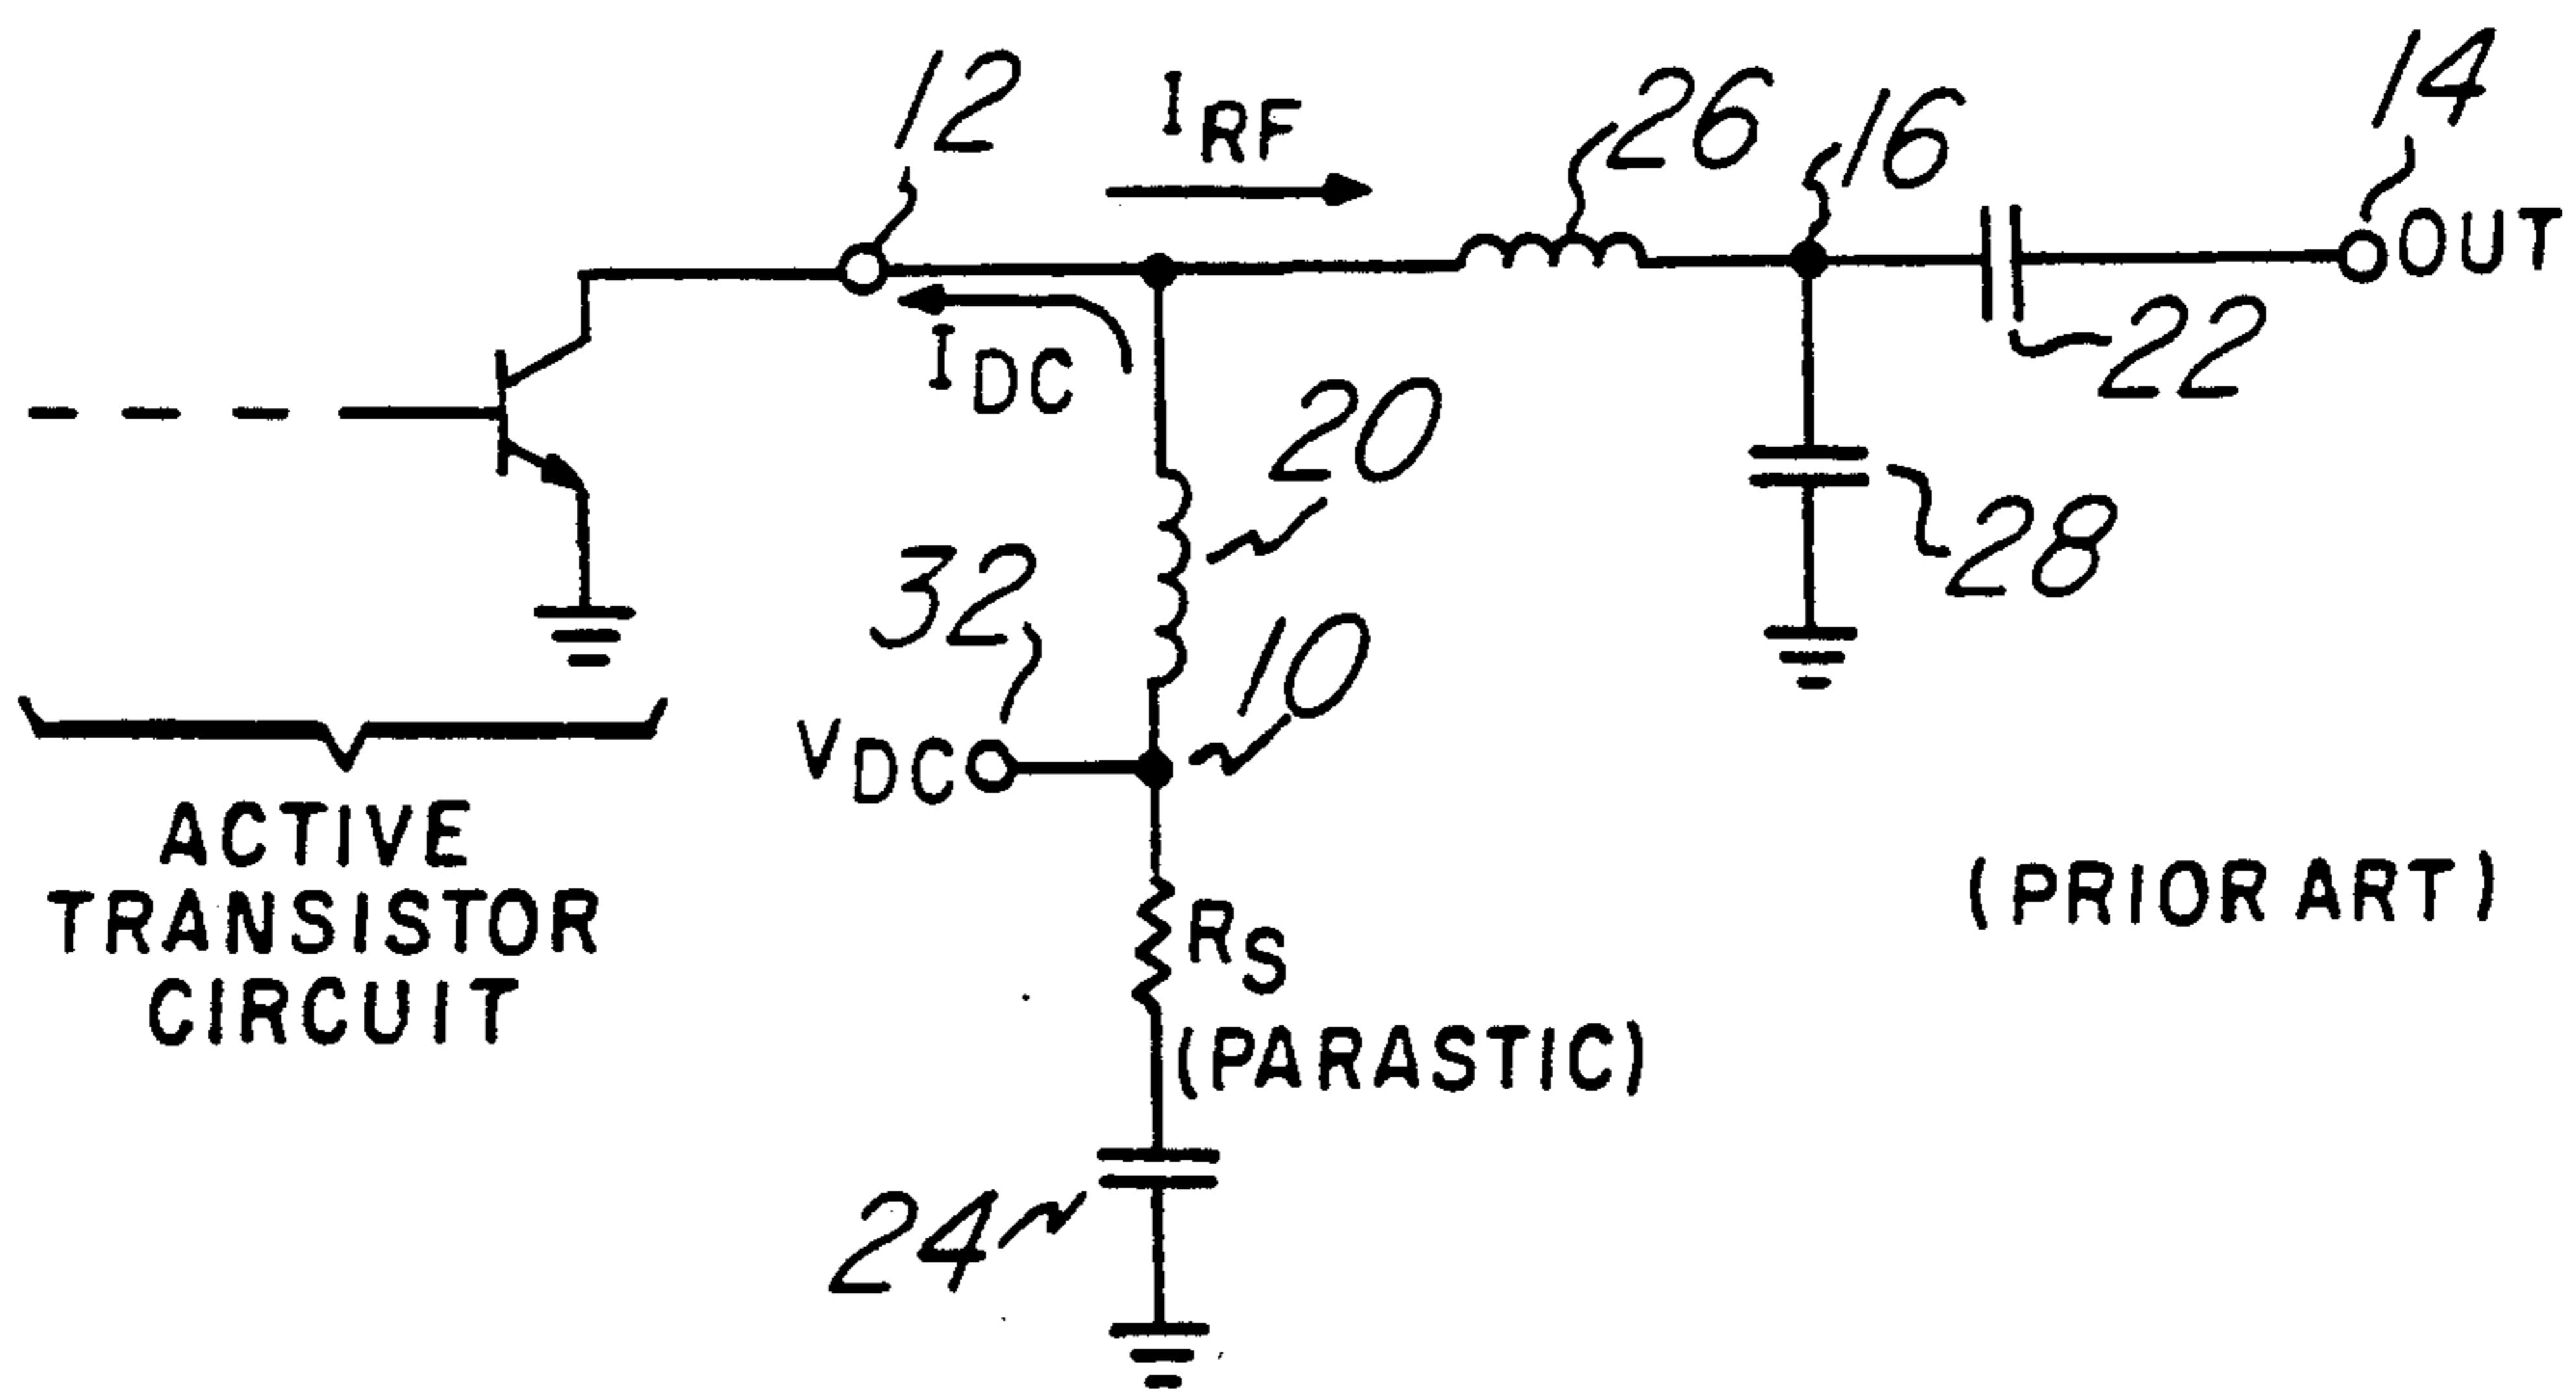 12
I RF
26
16
14
OUT
I DC
22
20
28
32
10
V DC
ACTIVE
TRANSISTOR
CIRCUIT
R S
(PARASTIC)
(PRIOR ART)
24